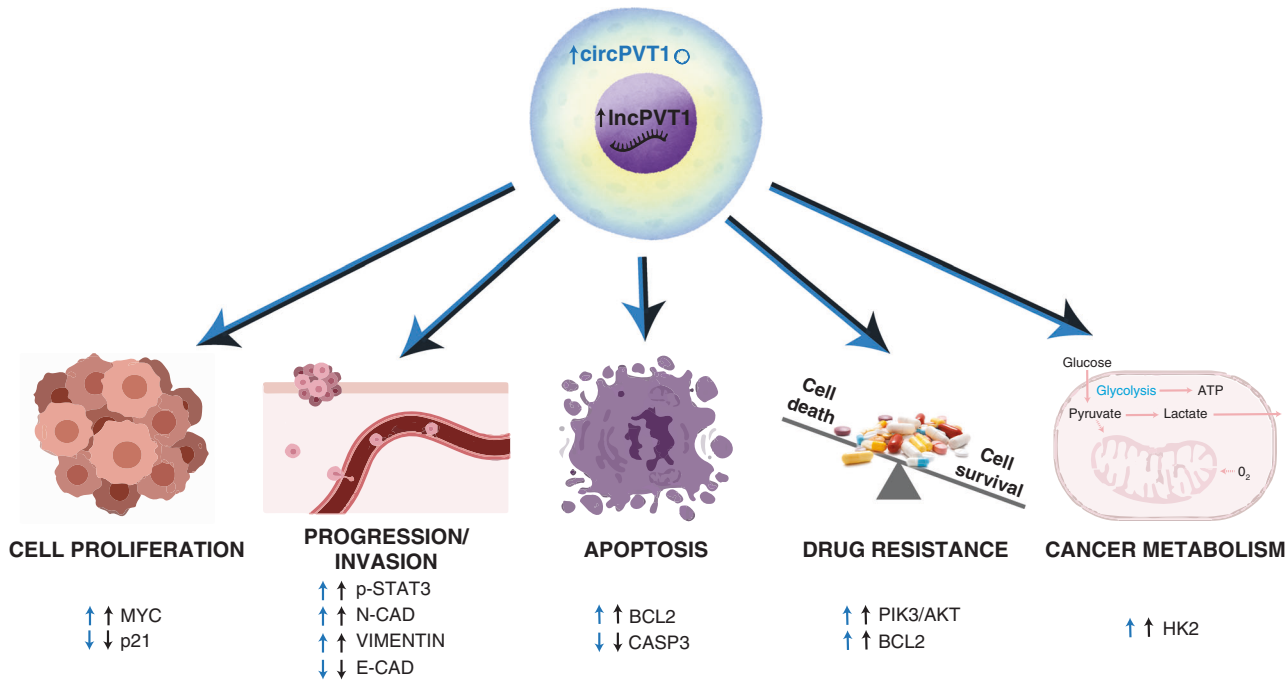 ↑circPVT1
↑lncPVT1
Glucose
Glycolysis → ATP
Pyruvate → Lactate
O2
Cell
death
Cell
survival
CELL PROLIFERATION
↑ ↑ MYC
↓ ↓ p21
PROGRESSION/
INVASION
↑ ↑ p-STAT3
↑ ↑ N-CAD
↑ ↑ VIMENTIN
↓ ↓ E-CAD
APOPTOSIS
↑ ↑ BCL2
↓ ↓ CASP3
DRUG RESISTANCE
↑ ↑ PIK3/AKT
↑ ↑ BCL2
CANCER METABOLISM
↑ ↑ HK2